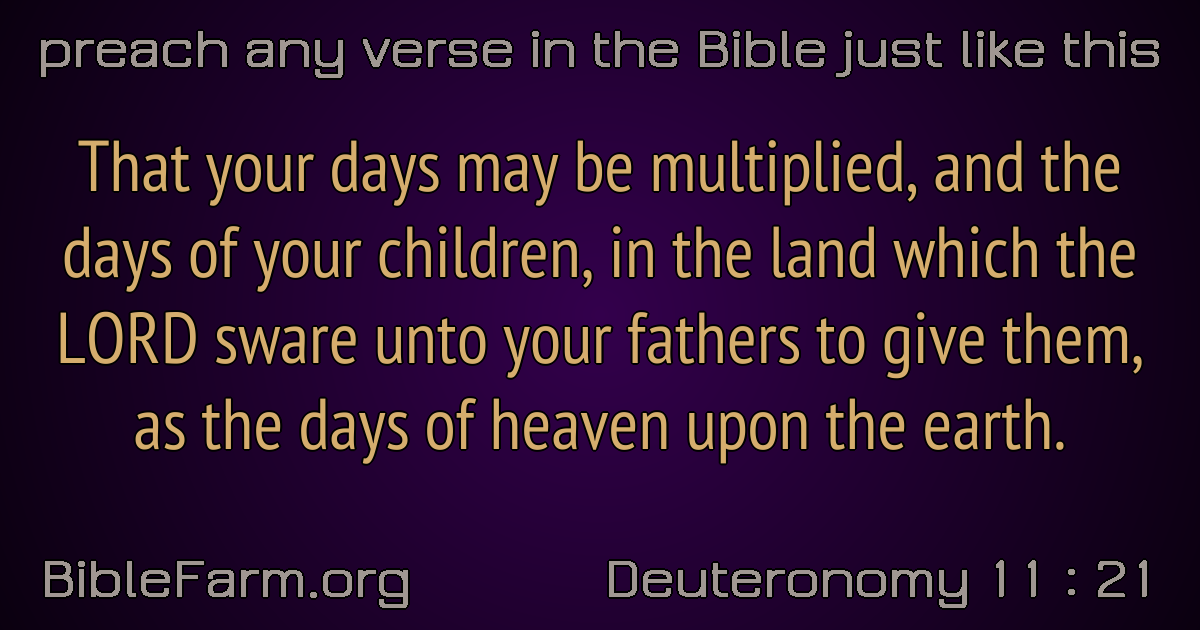 preach any verse in the Bible just like this
That your days may be multiplied, and the
days of your children, in the land which the
LORD sware unto your fathers to give them,
as the days of heaven upon the earth.
BibleFarm.org
Deuteronomy 11 : 21